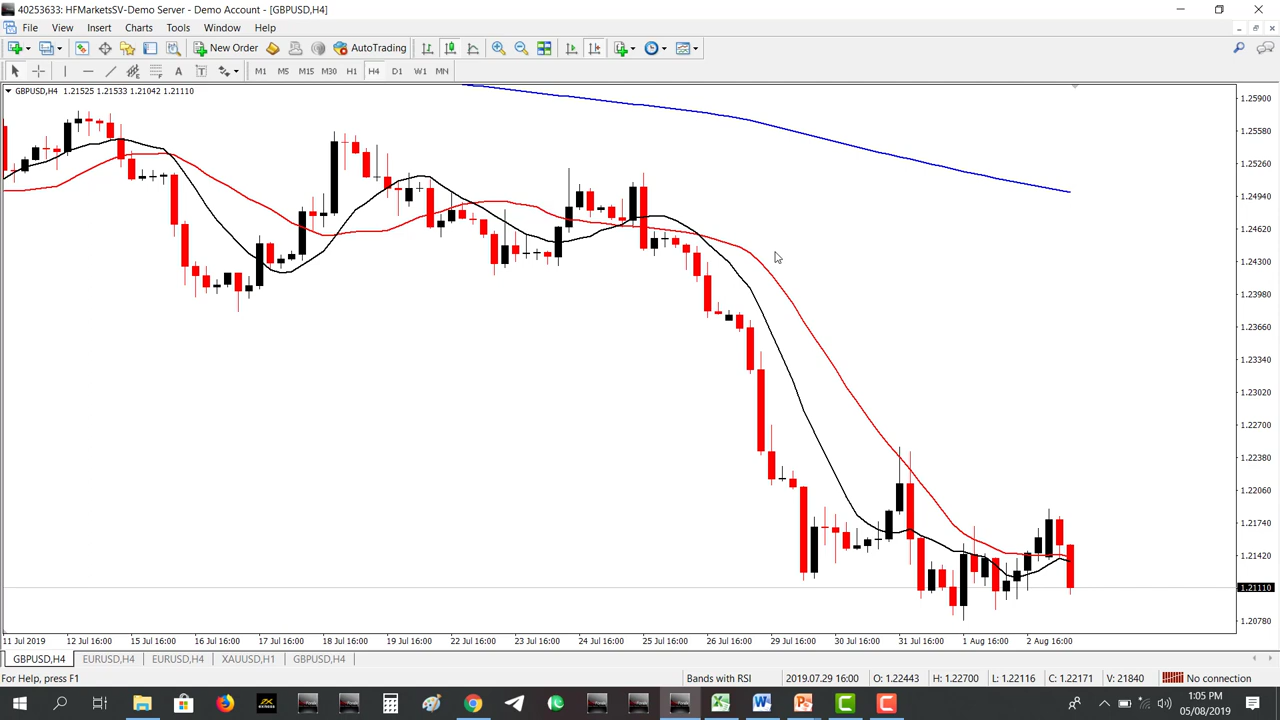 40253633: HFMarketsSV-Demo Server - Demo Account - [GBPUSD,H4]
File View Insert Charts Tools Window Help
New Order AutoTrading
A T M1 M5 M15 M30 H1 H4 D1 W1 MN
GBPUSD,H4 1.21525 1.21533 1.21042 1.21110
1.25900
1.25580
1.25260
1.24940
1.24620
1.24300
1.23980
1.23660
1.23340
1.23020
1.22700
1.22380
1.22060
1.21740
1.21420
1.21110
1.20780
11 Jul 2019 12 Jul 16:00 15 Jul 16:00 16 Jul 16:00 17 Jul 16:00 18 Jul 16:00 19 Jul 16:00 22 Jul 16:00 23 Jul 16:00 24 Jul 16:00 25 Jul 16:00 26 Jul 16:00 29 Jul 16:00 30 Jul 16:00 31 Jul 16:00 1 Aug 16:00 2 Aug 16:00
GBPUSD,H4 EURUSD,H4 EURUSD,H4 XAUUSD,H1 GBPUSD,H4
For Help, press F1 Bands with RSI 2019.07.29 16:00 O: 1.22443 H: 1.22700 L: 1.22116 C: 1.22171 V: 21840 No connection
1:05 PM
05/08/2019